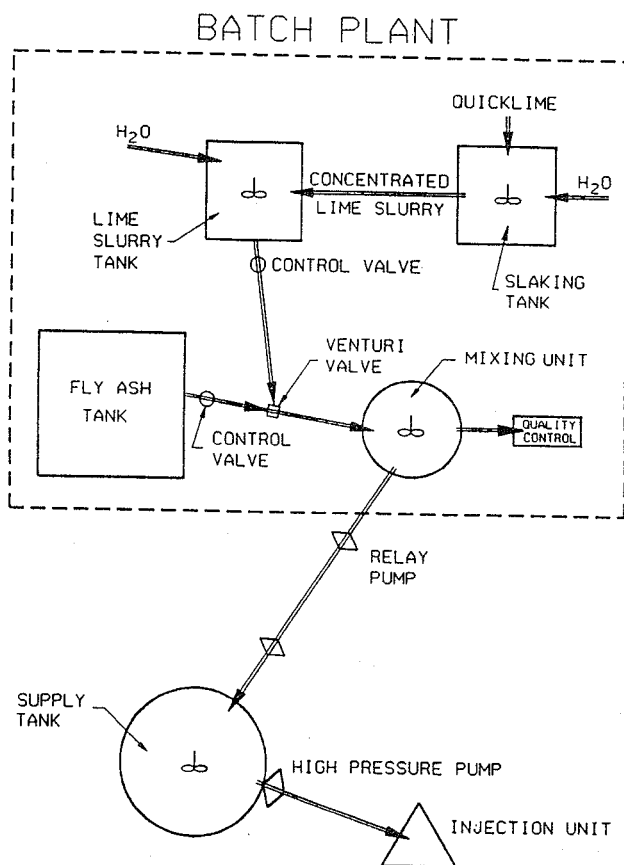 BATCH PLANT
QUICKLIME
H2O
CONCENTRATED
LIME SLURRY
H2O
LIME
SLURRY
TANK
CONTROL VALVE
SLAKING
TANK
VENTURI
VALVE
MIXING UNIT
FLY ASH
TANK
CONTROL
VALVE
QUALITY
CONTROL
RELAY
PUMP
SUPPLY
TANK
HIGH PRESSURE PUMP
INJECTION UNIT